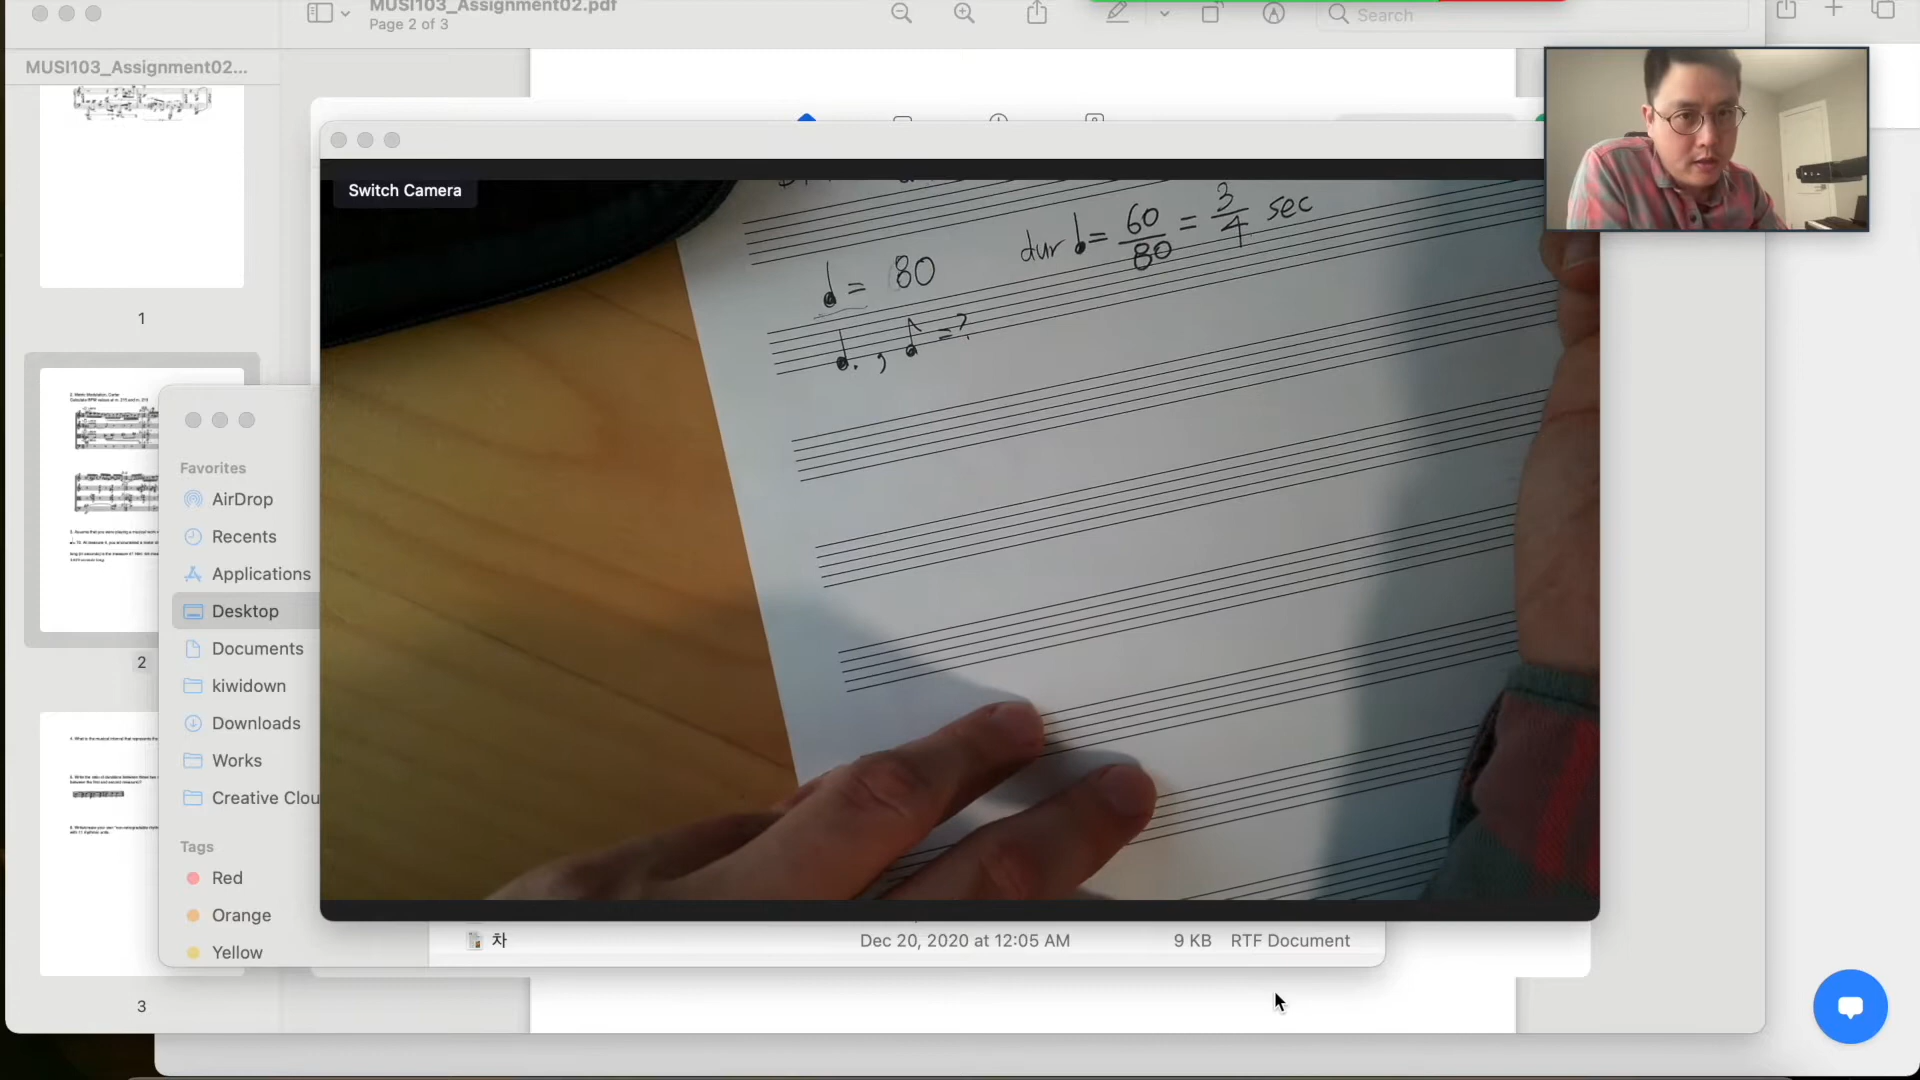 MUSI103_Assignment02.pdf
Page 2 of 3
Search
MUSI103_Assignment02...
1
2
3
Switch Camera
dur ♩ = 60/80 = 3/4 sec
♩ = 80
♩. , ♪ = ?
Favorites
AirDrop
Recents
Applications
Desktop
Documents
kiwidown
Downloads
Works
Creative Clou
Tags
Red
Orange
Yellow
차 Dec 20, 2020 at 12:05 AM 9 KB RTF Document